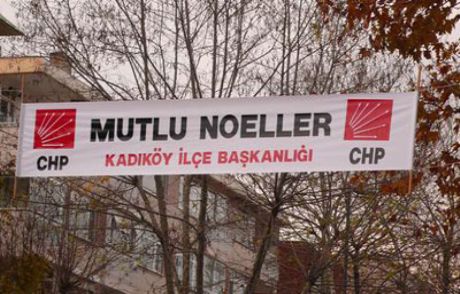 MUTLU NOELLER
CHP KADIKÖY İLÇE BAŞKANLIĞI CHP